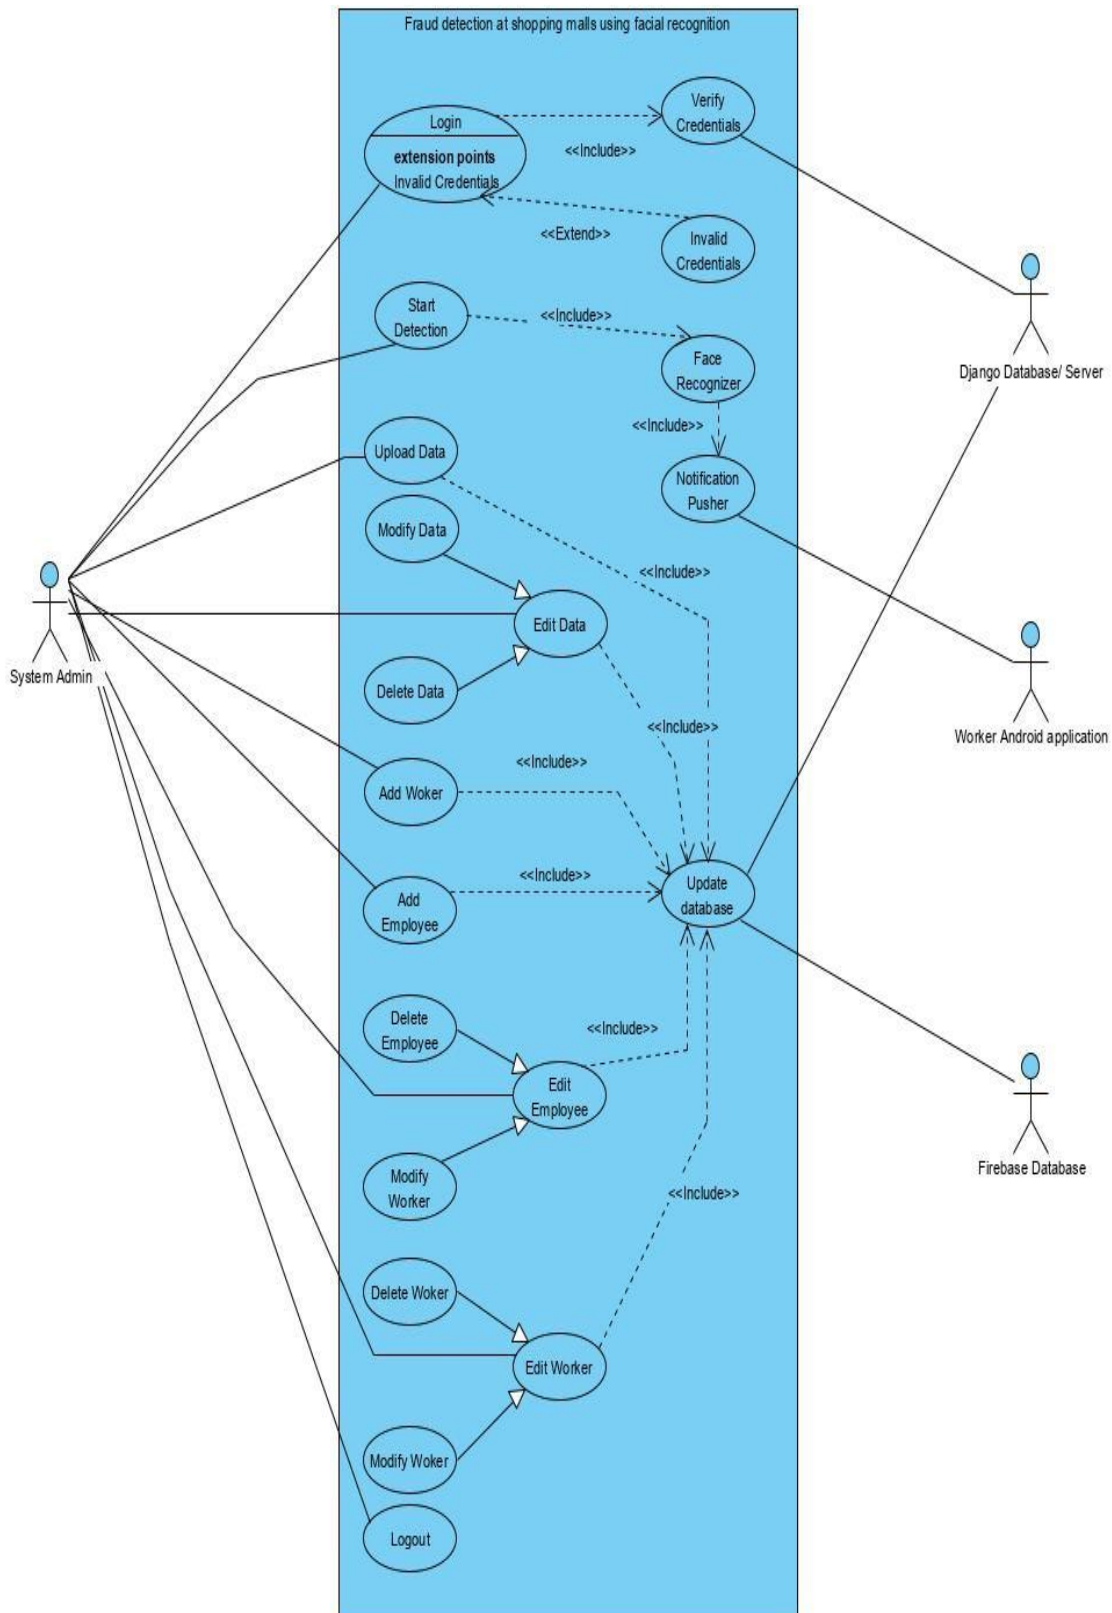 Fraud detection at shopping malls using facial recognition
Verify
Credentials
Login
<<Include>>
extension points
Invalid Credentials
<<Extend>>
Invalid
Credentials
Start
Detection
<<Include>>
Face
Recognizer
Django Database/ Server
<<Include>>
Upload Data
Notification
Pusher
Modify Data
<<Include>>
Edit Data
System Admin
Delete Data
<<Include>>
Worker Android application
<<Include>>
Add Woker
<<Include>>
Update
database
Add
Employee
Delete
Employee
<<Include>>
Edit
Employee
Firebase Database
Modify
Worker
<<Include>>
Delete Woker
Edit Worker
Modify Woker
Logout